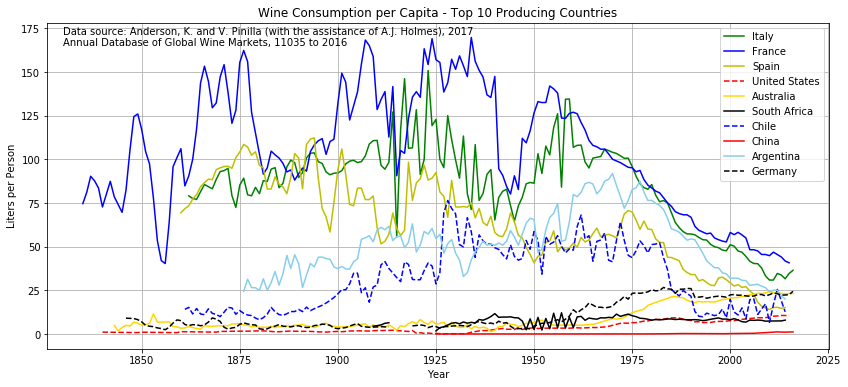 Wine Consumption per Capita - Top 10 Producing Countries
Data source: Anderson, K. and V. Pinilla (with the assistance of A.J. Holmes), 2017
Annual Database of Global Wine Markets, 11035 to 2016
Italy
France
Spain
United States
Australia
South Africa
Chile
China
Argentina
Germany
Liters per Person
175
150
125
100
75
50
25
0
1850
1875
1900
1925
1950
1975
2000
2025
Year